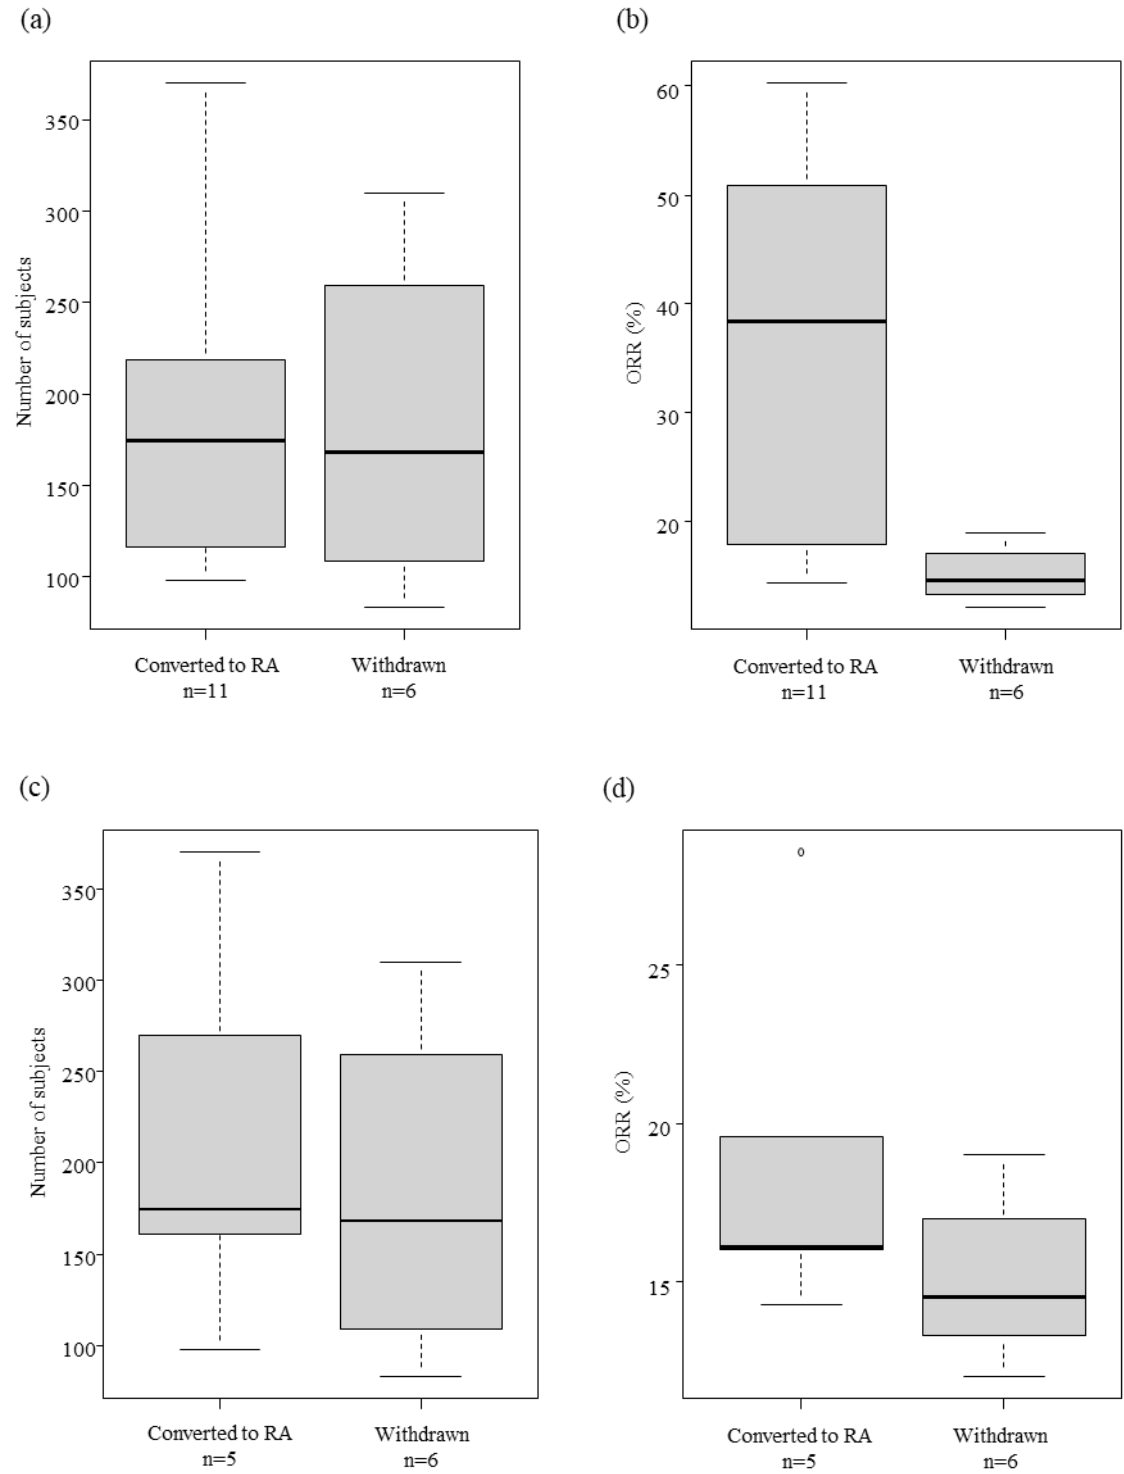 (a)
350
300
250
200
150
100
Number of subjects
Converted to RA
n=11
Withdrawn
n=6
(b)
60
50
40
30
20
ORR (%)
Converted to RA
n=11
Withdrawn
n=6
(c)
350
300
250
200
150
100
Number of subjects
Converted to RA
n=5
Withdrawn
n=6
(d)
25
20
15
ORR (%)
Converted to RA
n=5
Withdrawn
n=6